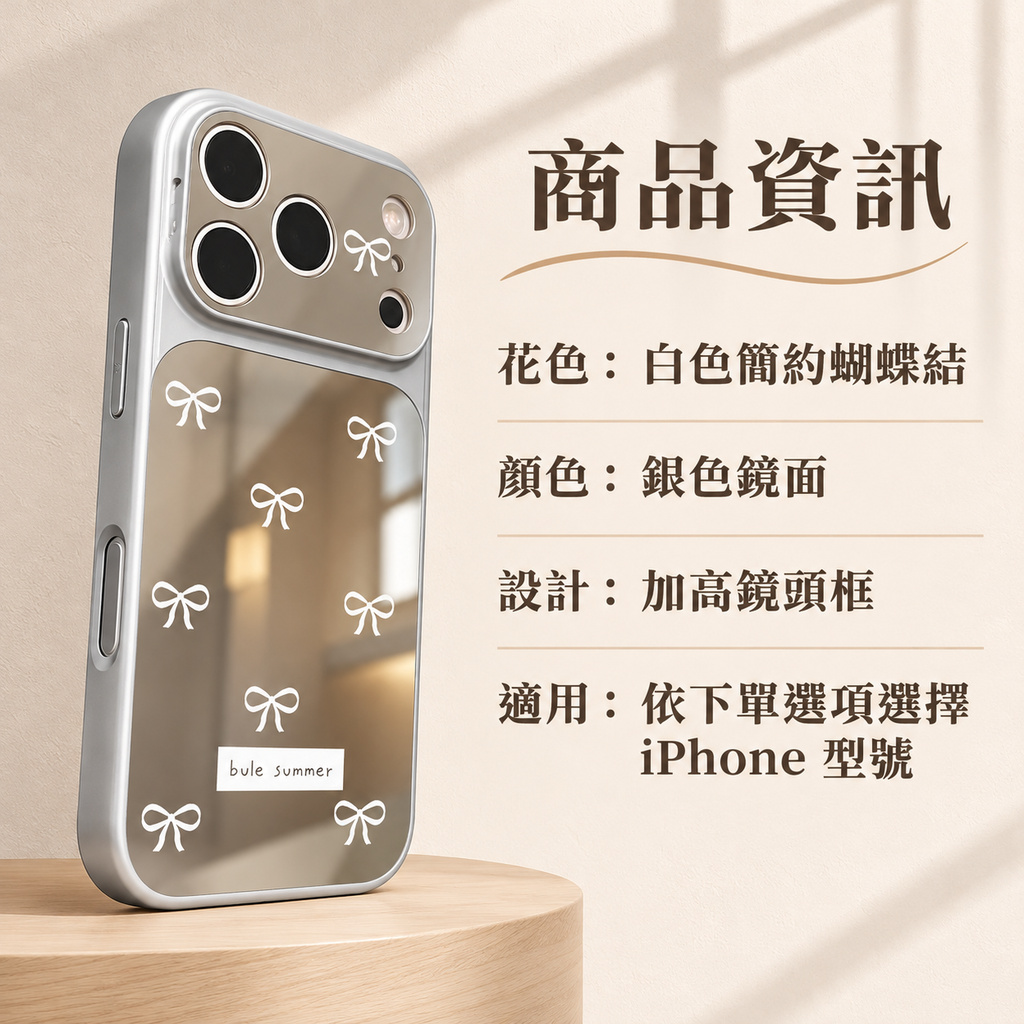 商品資訊
花色：白色簡約蝴蝶結
顏色：銀色鏡面
設計：加高鏡頭框
適用：依下單選項選擇
iPhone 型號
bule summer